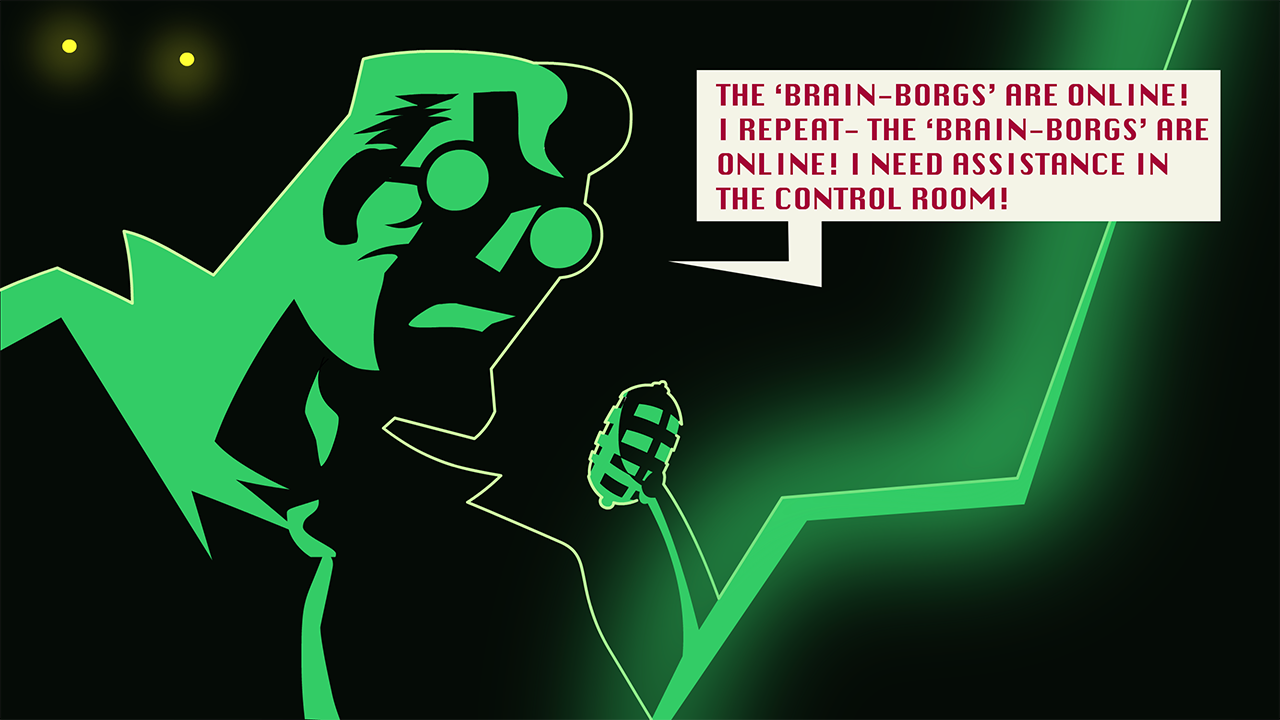 THE ‘BRAIN-BORGS’ ARE ONLINE!
I REPEAT- THE ‘BRAIN-BORGS’ ARE
ONLINE! I NEED ASSISTANCE IN
THE CONTROL ROOM!